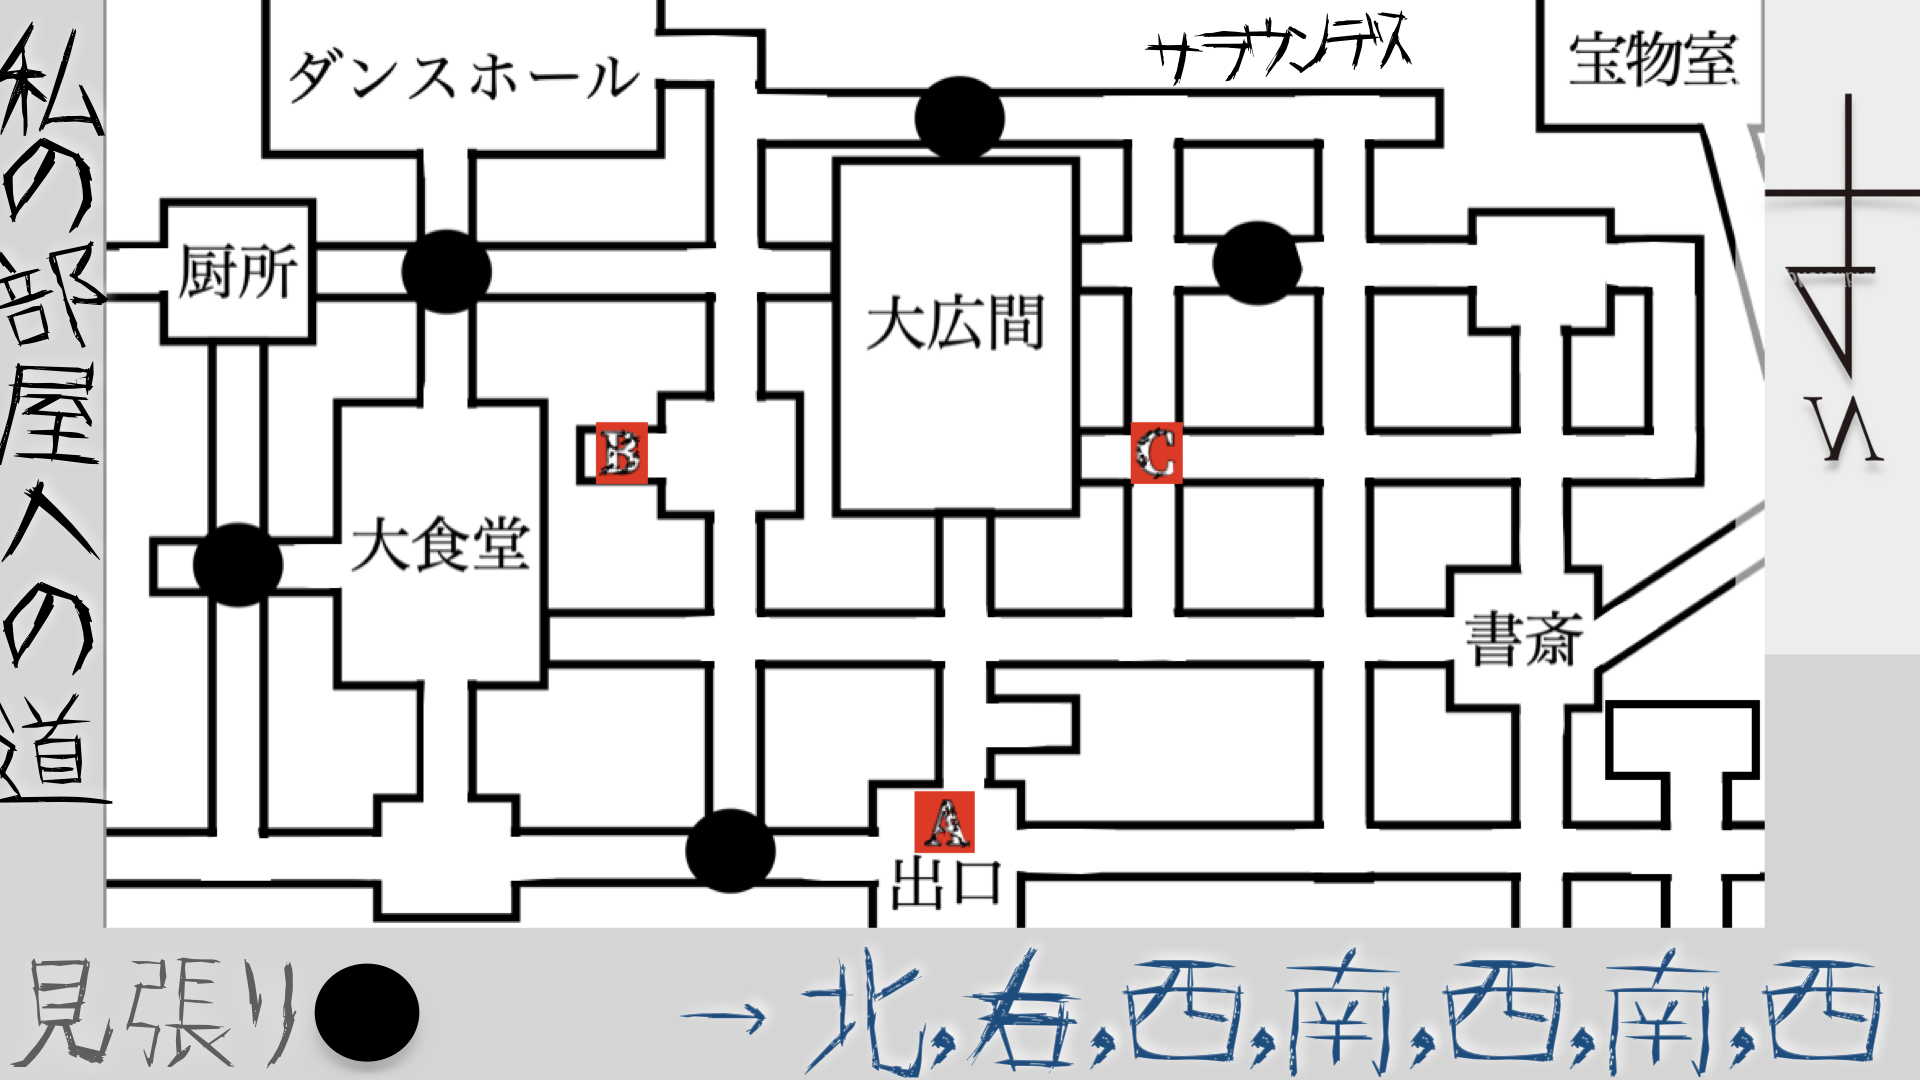 私の部屋への道
サデウンデス
ダンスホール
宝物室
厨所
大広間
B
C
大食堂
書斎
A
出口
N
見張り●
→北,右,西,南,西,南,西